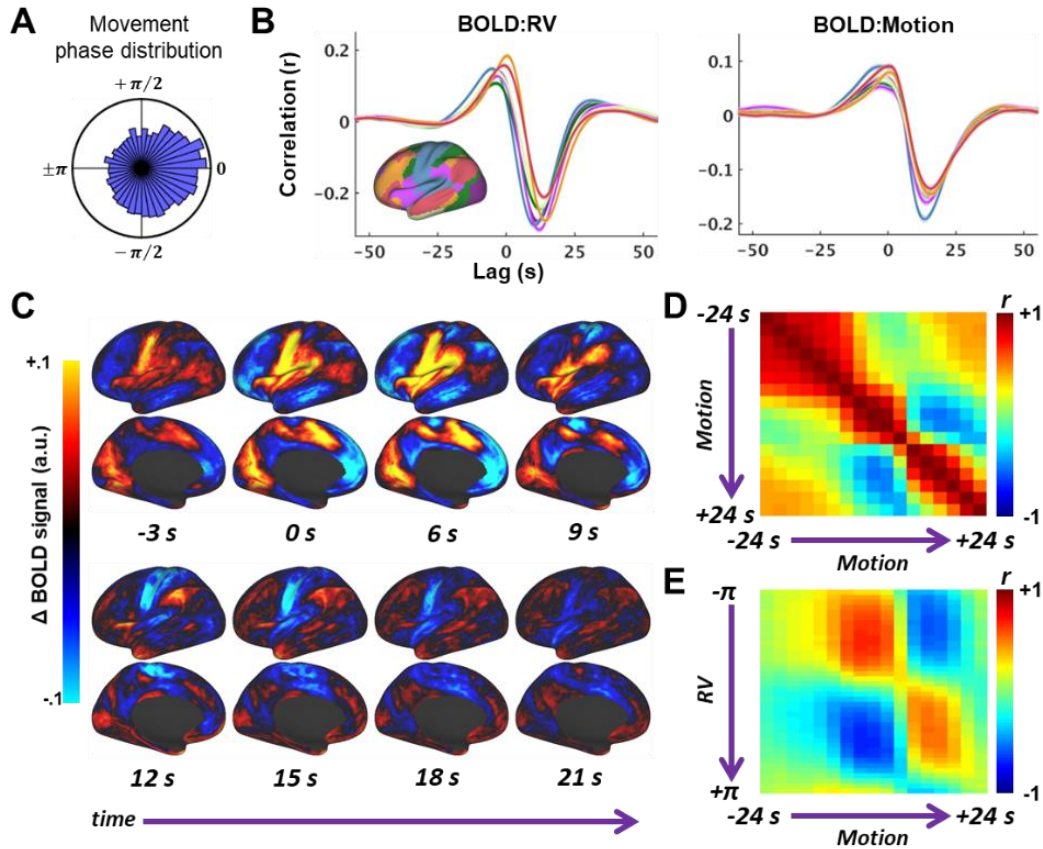 A
Movement
phase distribution
+π/2
±π
0
−π/2
B
BOLD:RV
BOLD:Motion
Correlation (r)
0.2
0
−0.2
−50
−25
0
25
50
0.1
0
−0.1
−0.2
−50
−25
0
25
50
Lag (s)
C
Δ BOLD signal (a.u.)
+.1
-.1
-3 s
0 s
6 s
9 s
12 s
15 s
18 s
21 s
time
D
-24 s
Motion
+24 s
-24 s
+24 s
Motion
r
+1
-1
E
-π
RV
+π
-24 s
+24 s
Motion
r
+1
-1